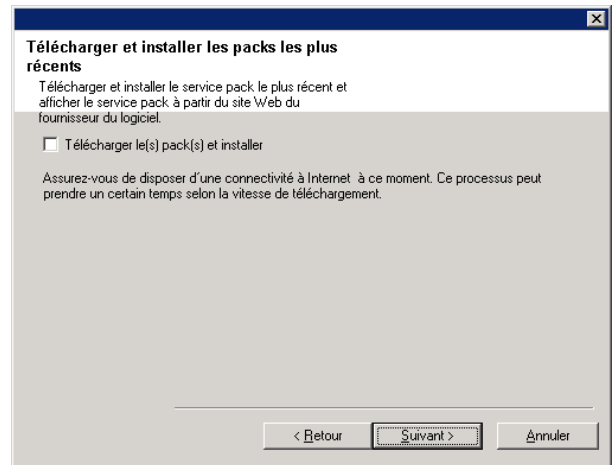 Télécharger et installer les packs les plus
récents
Télécharger et installer le service pack le plus récent et
afficher le service pack à partir du site Web du
fournisseur du logiciel.
Télécharger le(s) pack(s) et installer
Assurez-vous de disposer d'une connectivité à Internet à ce moment. Ce processus peut
prendre un certain temps selon la vitesse de téléchargement.
< Retour
Suivant >
Annuler